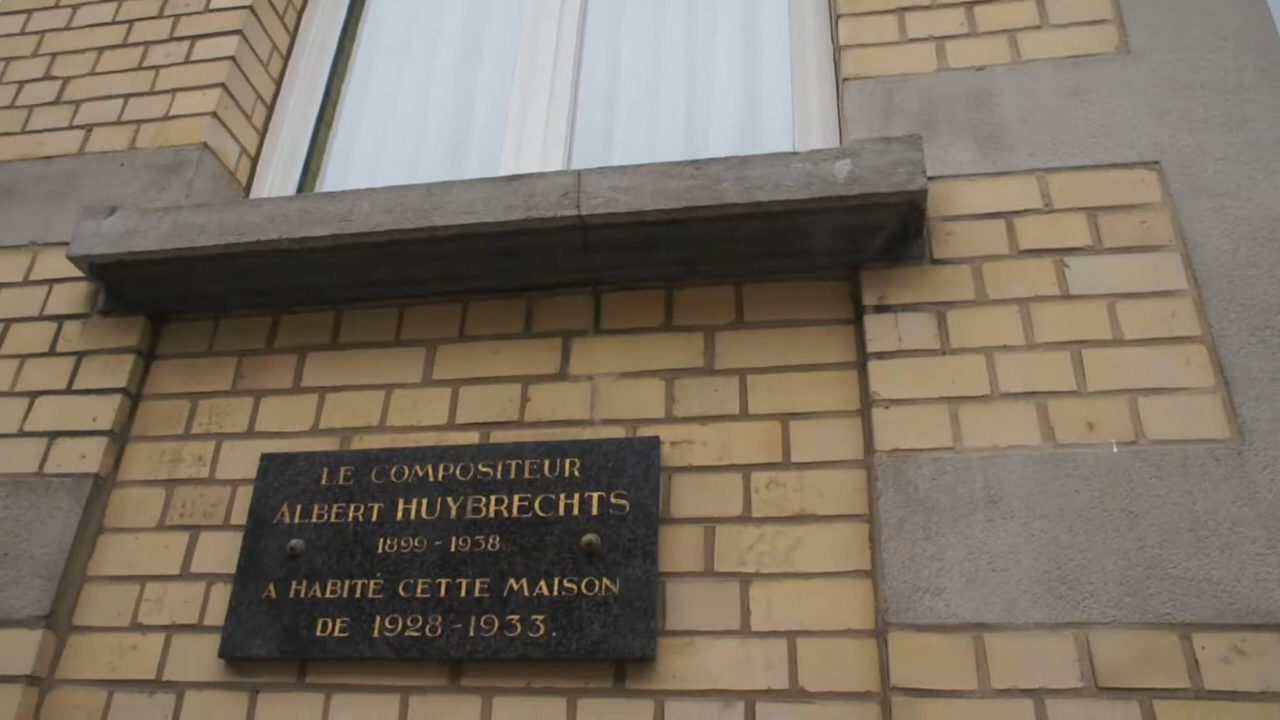 LE COMPOSITEUR
ALBERT HUYBRECHTS
1899 - 1938
A HABITÉ CETTE MAISON
DE 1928 - 1933.